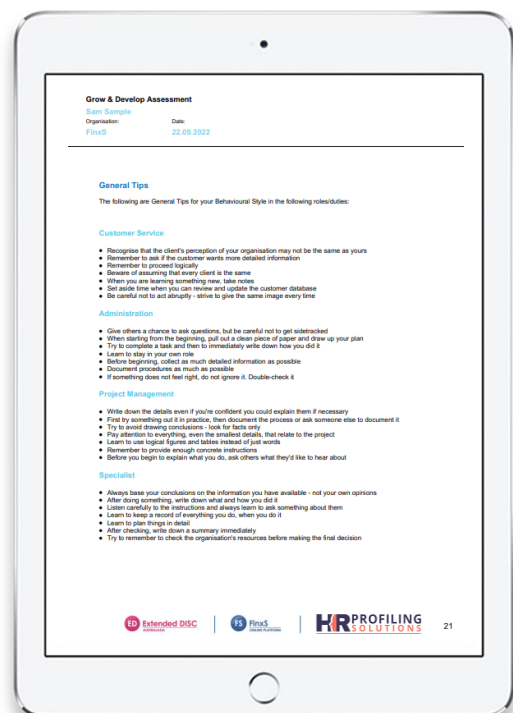 Grow & Develop Assessment
Sam Sample
Organisation: Date:
FinxS 22.09.2022
General Tips
The following are General Tips for your Behavioural Style in the following roles/duties:
Customer Service
• Recognise that the client's perception of your organisation may not be the same as yours
• Remember to ask if the customer wants more detailed information
• Remember to proceed logically
• Beware of assuming that every client is the same
• When you are learning something new, take notes
• Set aside time when you can review and update the customer database
• Be careful not to act abruptly - strive to give the same image every time
Administration
• Give others a chance to ask questions, but be careful not to get sidetracked
• When starting from the beginning, pull out a clean piece of paper and draw up your plan
• Try to complete a task and then to immediately write down how you did it
• Learn to stay in your own role
• Before beginning, collect as much detailed information as possible
• Document procedures as much as possible
• If something does not feel right, do not ignore it. Double-check it
Project Management
• Write down the details even if you're confident you could explain them if necessary
• First try something out in practice, then document the process or ask someone else to document it
• Try to avoid drawing conclusions - look for facts only
• Pay attention to everything, even the smallest details, that relate to the project
• Learn to use logical figures and tables instead of just words
• Remember to provide enough concrete instructions
• Before you begin to explain what you do, ask others what they'd like to hear about
Specialist
• Always base your conclusions on the information you have available - not your own opinions
• After doing something, write down what and how you did it
• Listen carefully to the instructions and always learn to ask something about them
• Learn to keep a record of everything you do, when you do it
• Learn to plan things in detail
• After checking, write down a summary immediately
• Try to remember to check the organisation's resources before making the final decision
ED Extended DISC
AUSTRALASIA
FS FinxS
ONLINE PLATFORM
HR PROFILING
SOLUTIONS
21